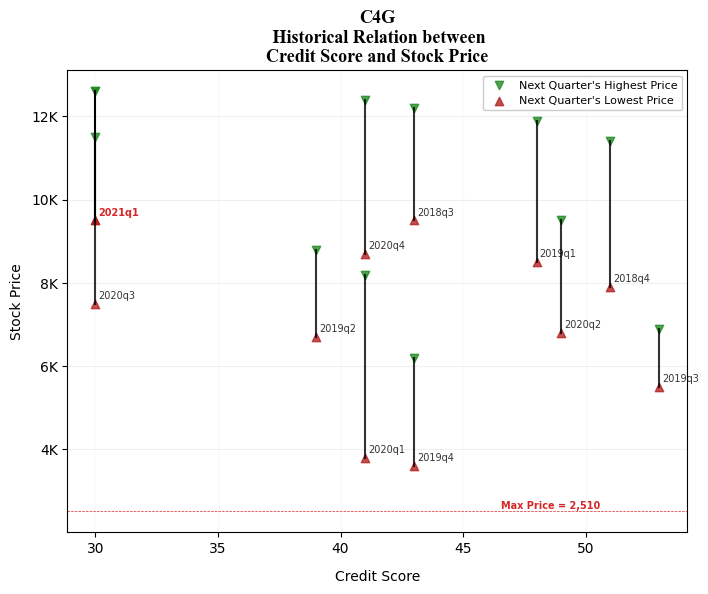 C4G
Historical Relation between
Credit Score and Stock Price
Next Quarter's Highest Price
Next Quarter's Lowest Price
12K
10K
8K
6K
4K
Stock Price
2021q1
2020q3
2019q2
2020q4
2018q3
2019q1
2018q4
2020q2
2019q3
2020q1
2019q4
Max Price = 2,510
30
35
40
45
50
Credit Score